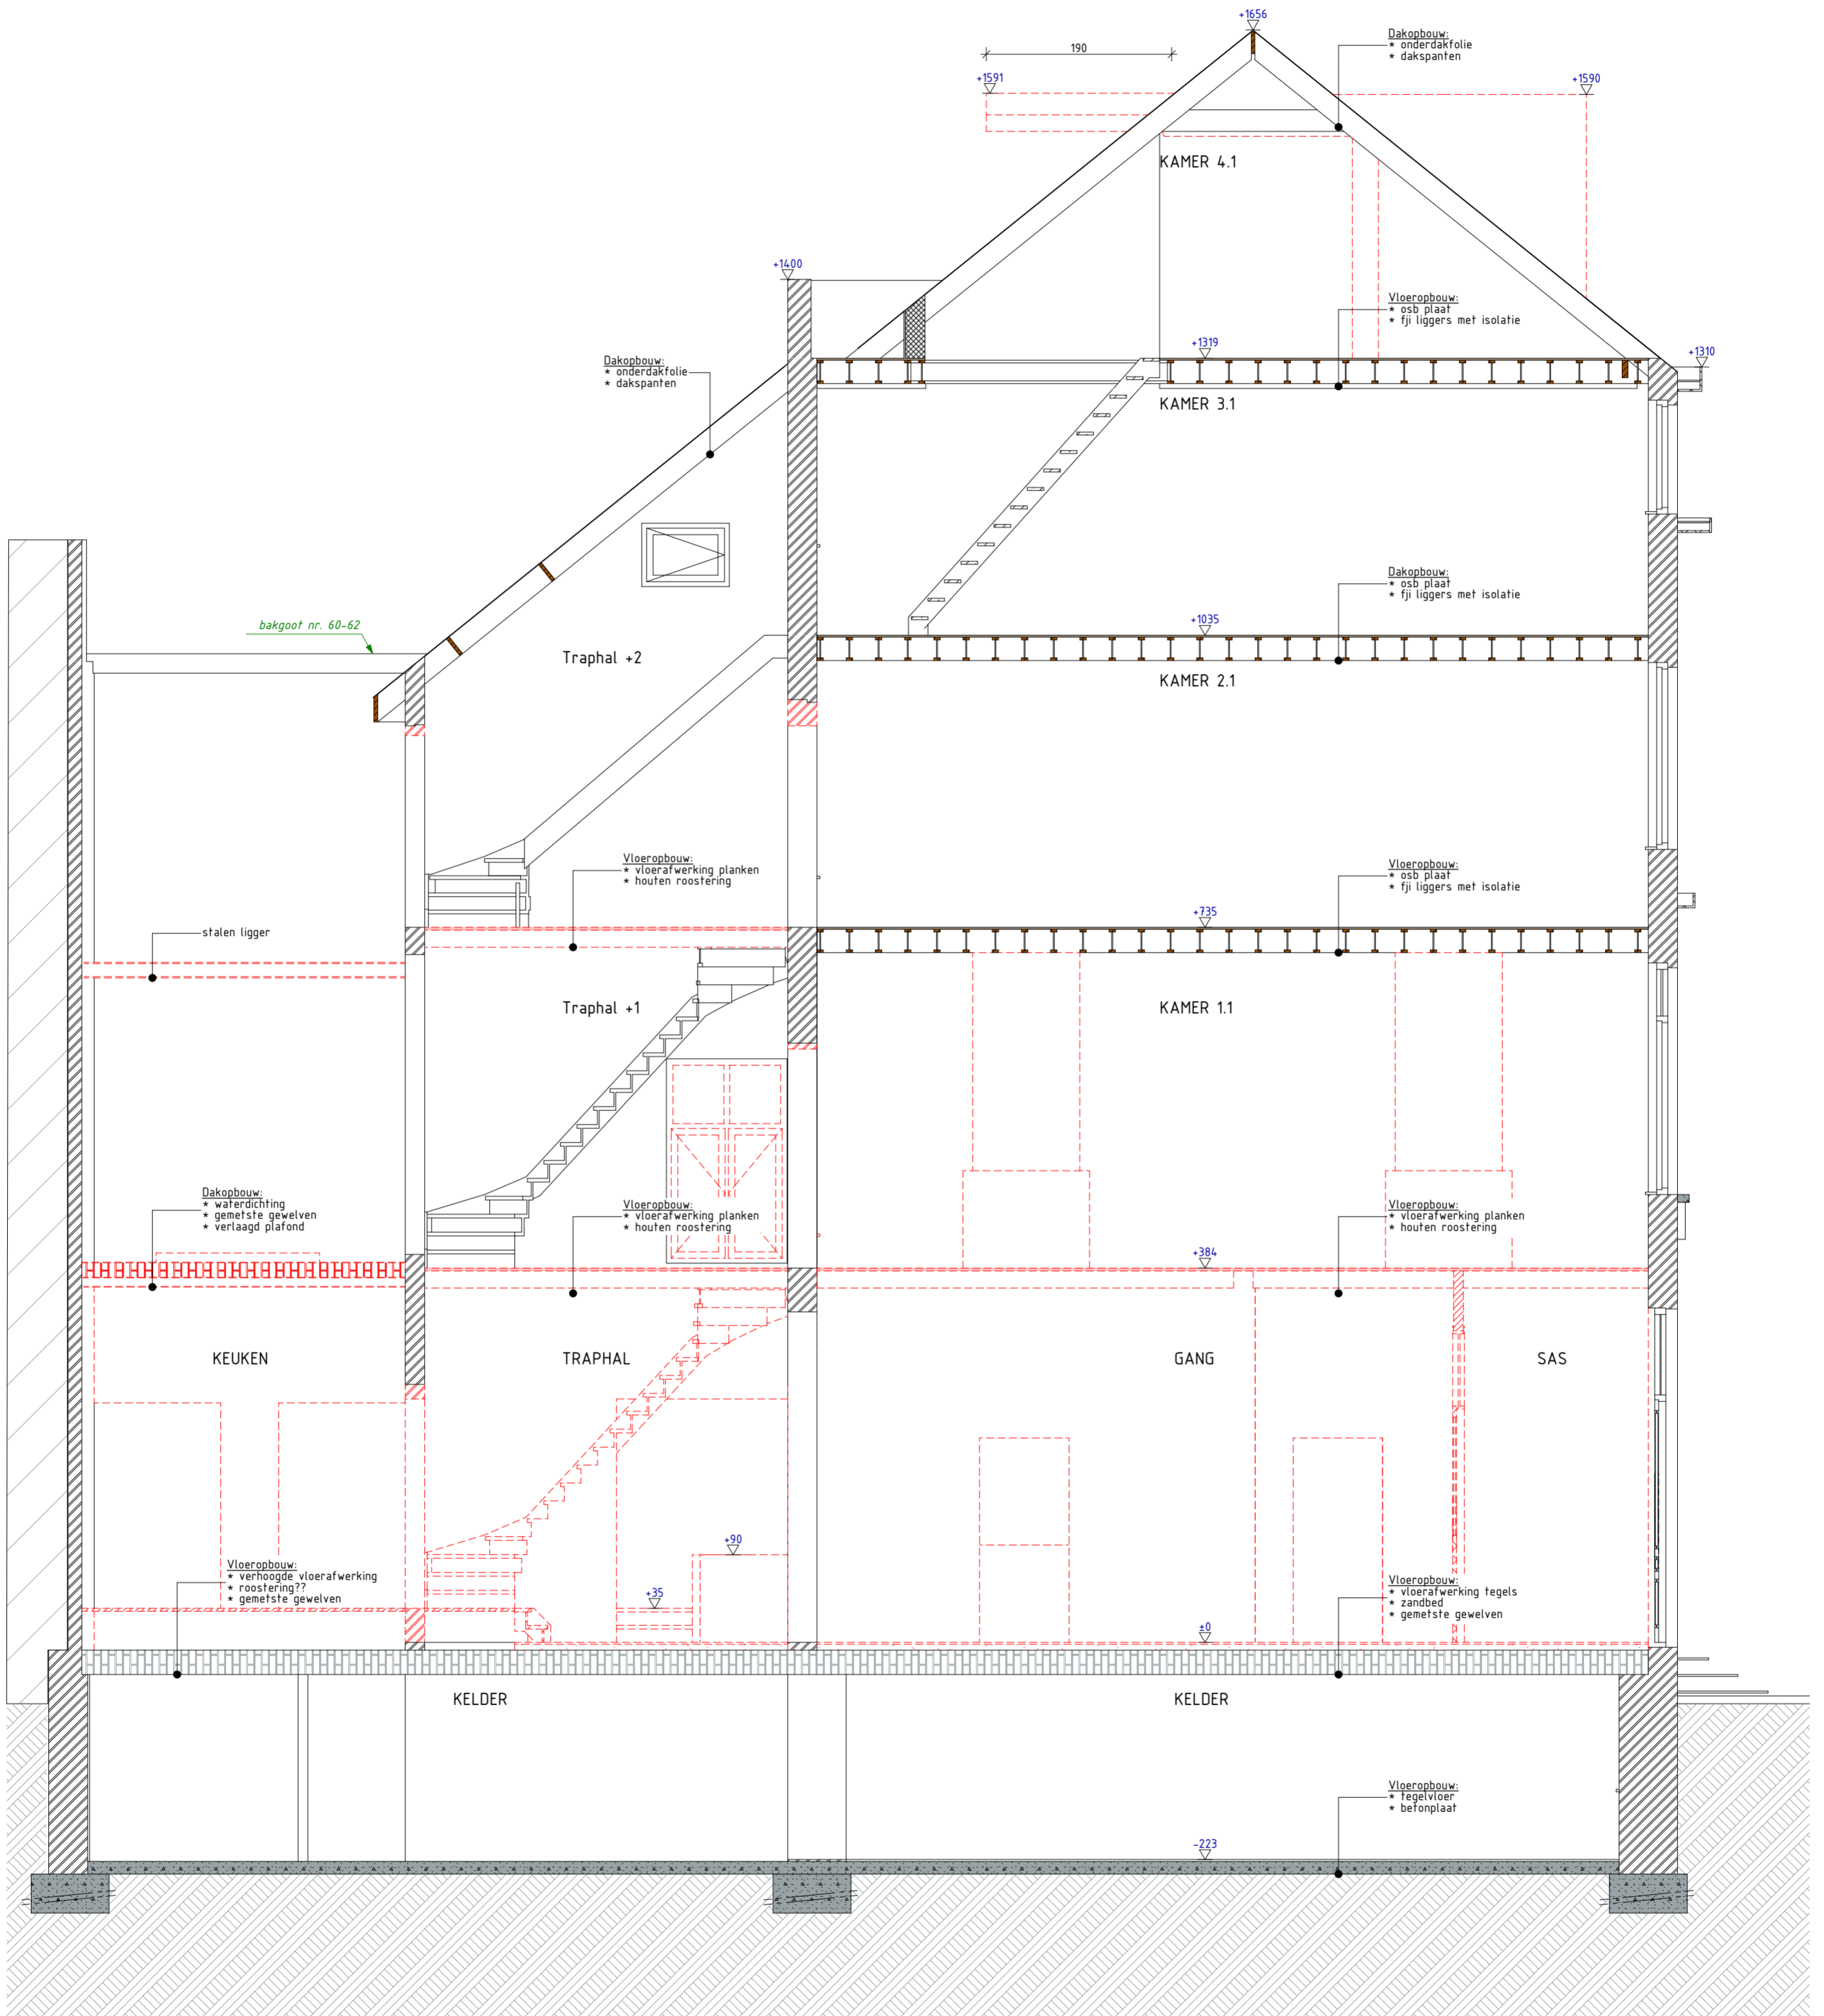 +1656
Dakopbouw:
* onderdakfolie
* dakspanten
190
+1591
+1590
KAMER 4.1
+1400
Vloeropbouw:
* osb plaat
* fji liggers met isolatie
+1319
+1310
Dakopbouw:
* onderdakfolie
* dakspanten
KAMER 3.1
Dakopbouw:
* osb plaat
* fji liggers met isolatie
+1035
bakgoot nr. 60-62
Traphal +2
KAMER 2.1
Vloeropbouw:
* vloerafwerking planken
* houten roostering
Vloeropbouw:
* osb plaat
* fji liggers met isolatie
+735
stalen ligger
Traphal +1
KAMER 1.1
Dakopbouw:
* waterdichting
* gemetste gewelven
* verlaagd plafond
Vloeropbouw:
* vloerafwerking planken
* houten roostering
Vloeropbouw:
* vloerafwerking planken
* houten roostering
+384
KEUKEN
TRAPHAL
GANG
SAS
+90
Vloeropbouw:
* verhoogde vloerafwerking
* roostering??
* gemetste gewelven
+35
Vloeropbouw:
* vloerafwerking tegels
* zandbed
* gemetste gewelven
±0
KELDER
KELDER
Vloeropbouw:
* tegelvloer
* betonplaat
-223